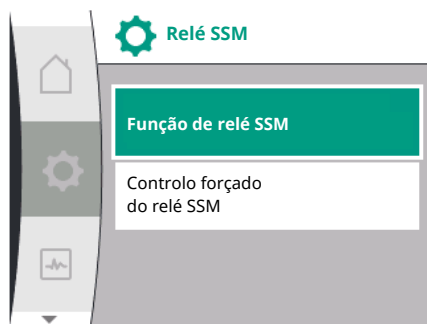 Relé SSM
Função de relé SSM
Controlo forçado
do relé SSM